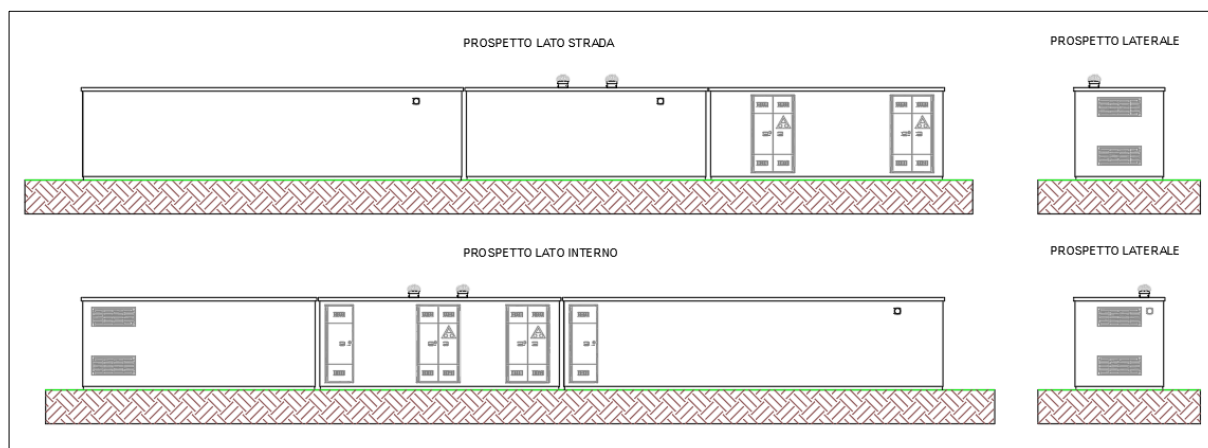 PROSPETTO LATO STRADA
PROSPETTO LATERALE
PROSPETTO LATO INTERNO
PROSPETTO LATERALE